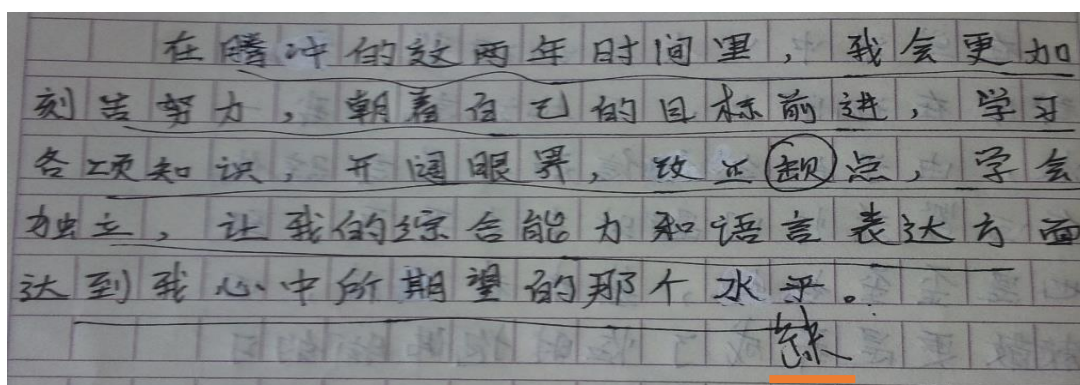 在腾冲的这两年时间里，我会更加
刻苦努力，朝着自己的目标前进，学习
各项知识，开阔眼界，改正点，学会
独立，让我的综合能力和语言表达方面
达到我心中所期望的那个水平。
缺